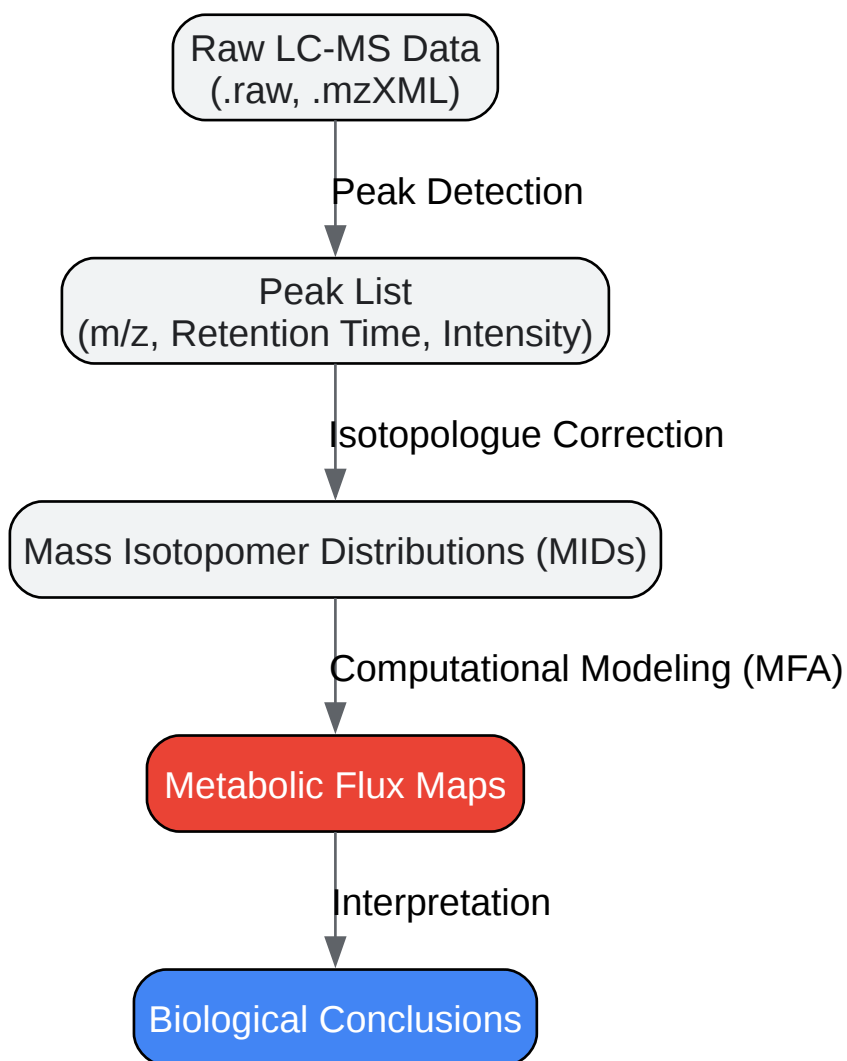 Raw LC-MS Data
(.raw, .mzXML)
Peak Detection
Peak List
(m/z, Retention Time, Intensity)
Isotopologue Correction
Mass Isotopomer Distributions (MIDs)
Computational Modeling (MFA)
Metabolic Flux Maps
Interpretation
Biological Conclusions